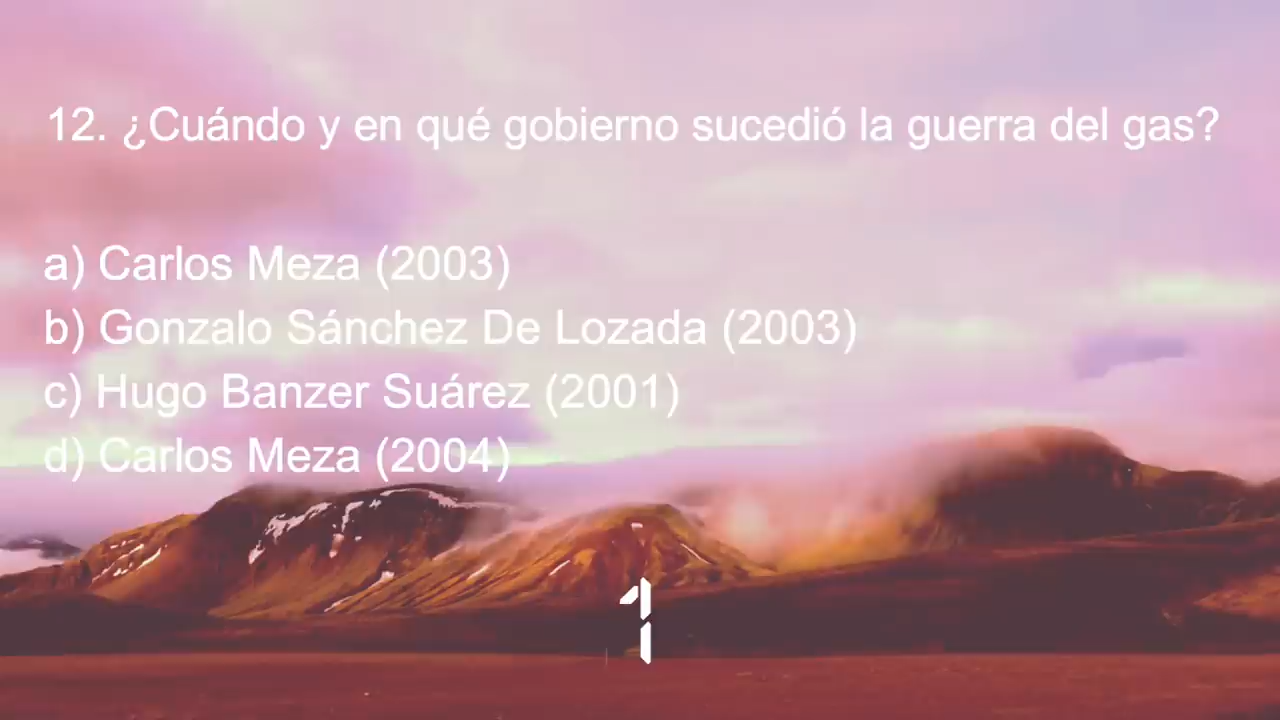 12. ¿Cuándo y en qué gobierno sucedió la guerra del gas?
a) Carlos Meza (2003)
b) Gonzalo Sánchez De Lozada (2003)
c) Hugo Banzer Suárez (2001)
d) Carlos Meza (2004)
1